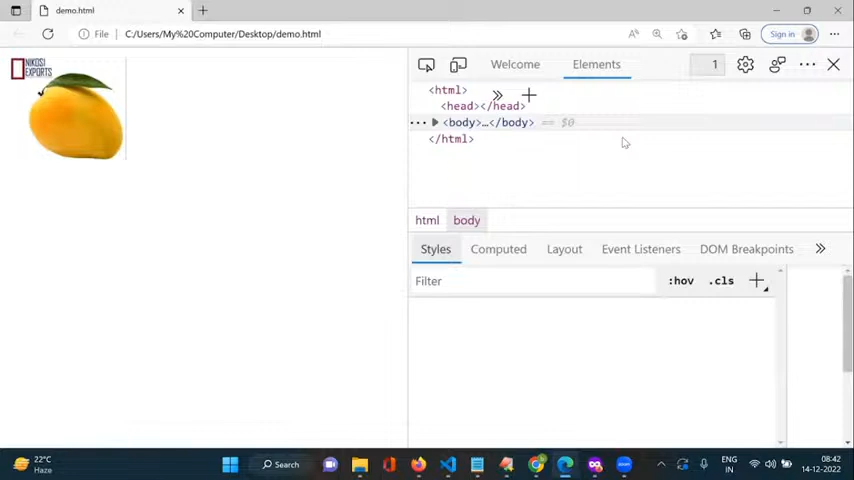 demo.html
File
C:/Users/My%20Computer/Desktop/demo.html
Sign in
NIKOSI
EXPORTS
Welcome
Elements
1
<html>
<head></head>
<body>…</body> == $0
</html>
html body
Styles Computed Layout Event Listeners DOM Breakpoints
Filter
:hov .cls
22°C
Haze
Search
ENG
IN
08:42
14-12-2022